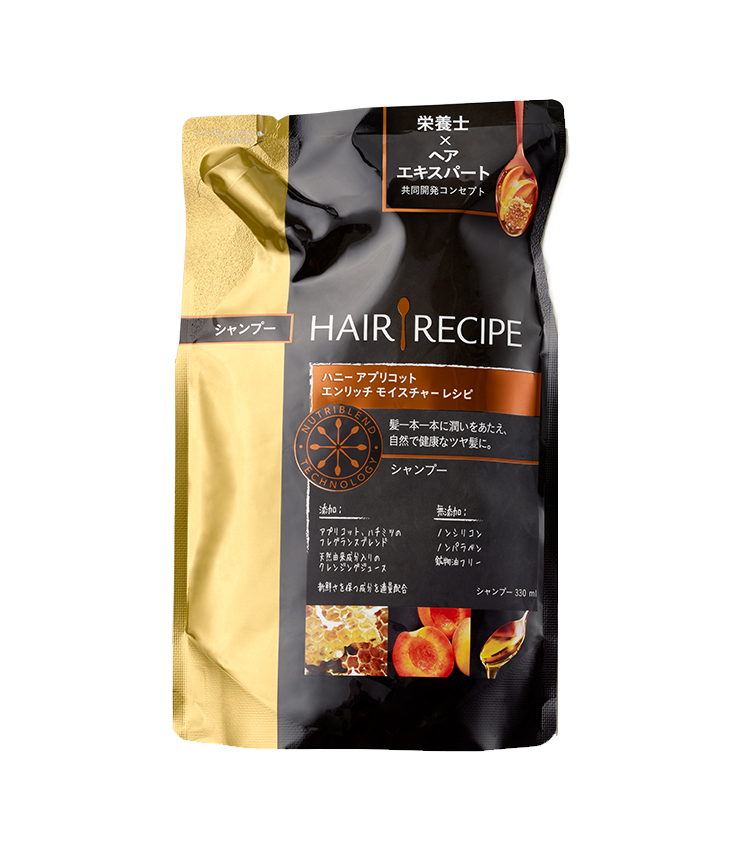 栄養士
×
ヘア
エキスパート
共同開発コンセプト
シャンプー
HAIR RECIPE
ハニー アプリコット
エンリッチ モイスチャー レシピ
NUTRIBLEND TECHNOLOGY
髪一本一本に潤いをあたえ、
自然で健康なツヤ髪に。
シャンプー
添加：
アプリコット、ハチミツの
フレグランスブレンド
天然由来成分入りの
クレンジングジュース
新鮮さを保つ成分を適量配合
無添加：
ノンシリコン
ノンパラベン
鉱物油フリー
シャンプー 330 ml